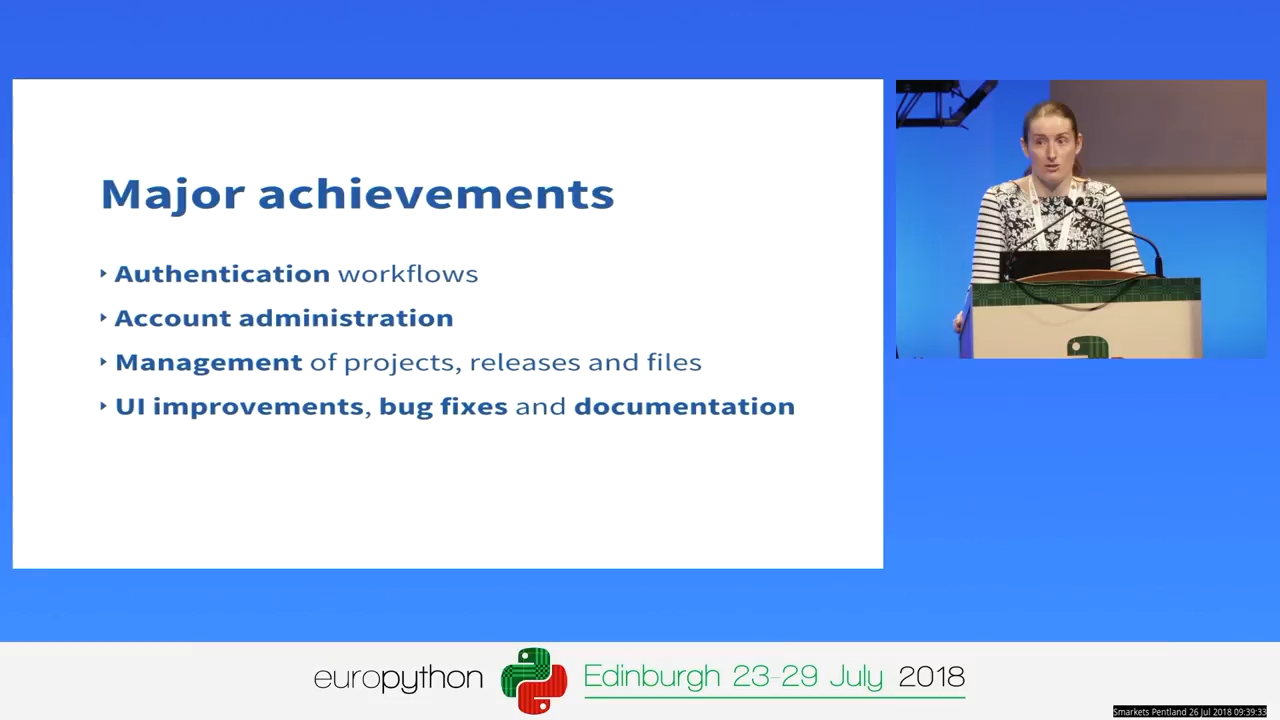 Major achievements
‣ Authentication workflows
‣ Account administration
‣ Management of projects, releases and files
‣ UI improvements, bug fixes and documentation
europython Edinburgh 23-29 July 2018
Smarkets Pentland 26 Jul 2018 09:39:33